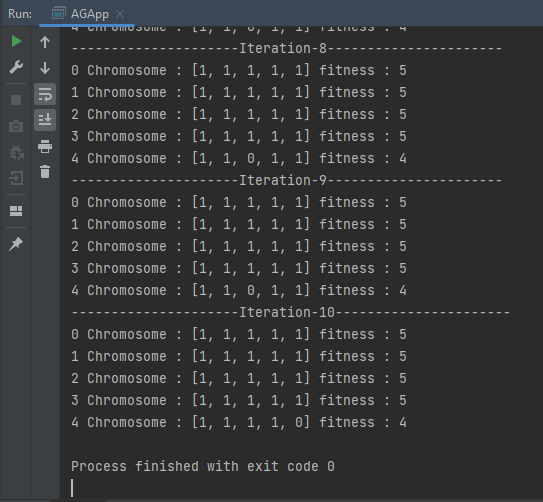 Run: AGApp
4 Chromosome : [1, 1, 0, 1, 1] fitness : 4
--------------------Iteration-8---------------------
0 Chromosome : [1, 1, 1, 1, 1] fitness : 5
1 Chromosome : [1, 1, 1, 1, 1] fitness : 5
2 Chromosome : [1, 1, 1, 1, 1] fitness : 5
3 Chromosome : [1, 1, 1, 1, 1] fitness : 5
4 Chromosome : [1, 1, 0, 1, 1] fitness : 4
--------------------Iteration-9---------------------
0 Chromosome : [1, 1, 1, 1, 1] fitness : 5
1 Chromosome : [1, 1, 1, 1, 1] fitness : 5
2 Chromosome : [1, 1, 1, 1, 1] fitness : 5
3 Chromosome : [1, 1, 1, 1, 1] fitness : 5
4 Chromosome : [1, 1, 0, 1, 1] fitness : 4
--------------------Iteration-10---------------------
0 Chromosome : [1, 1, 1, 1, 1] fitness : 5
1 Chromosome : [1, 1, 1, 1, 1] fitness : 5
2 Chromosome : [1, 1, 1, 1, 1] fitness : 5
3 Chromosome : [1, 1, 1, 1, 1] fitness : 5
4 Chromosome : [1, 1, 1, 1, 0] fitness : 4
Process finished with exit code 0